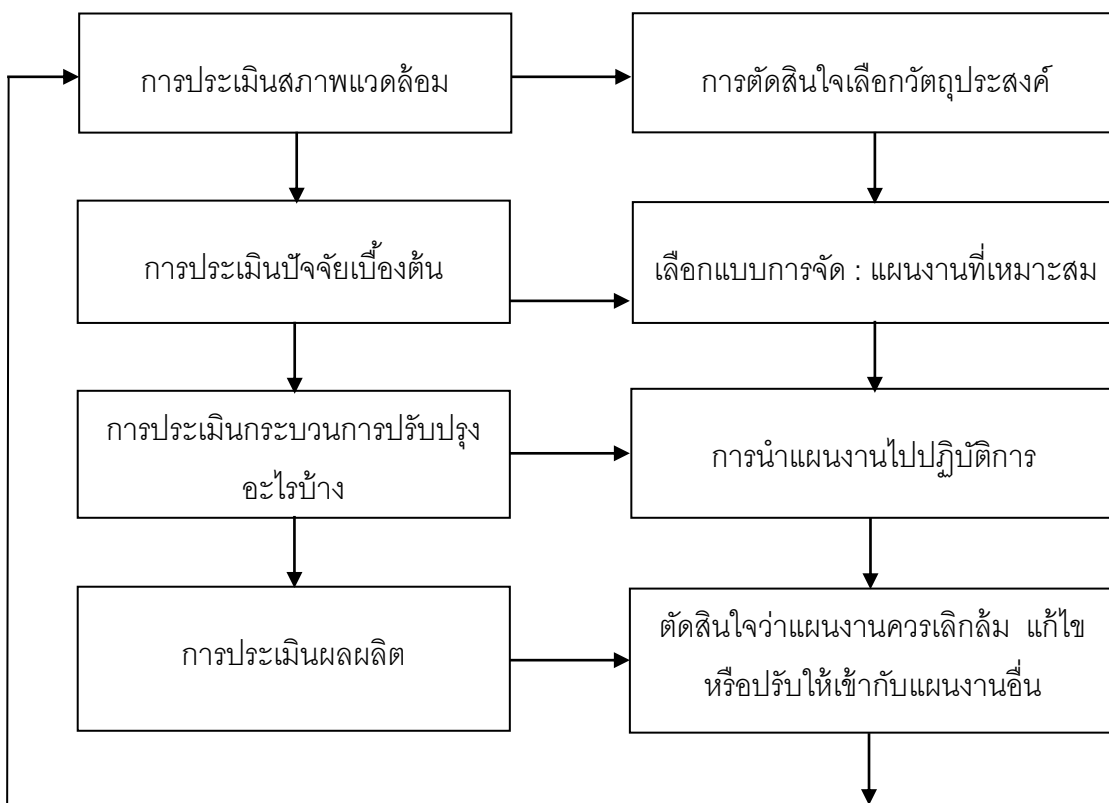 การประเมินสภาพแวดล้อม
การตัดสินใจเลือกวัตถุประสงค์
การประเมินปัจจัยเบื้องต้น
เลือกแบบการจัด : แผนงานที่เหมาะสม
การประเมินกระบวนการปรับปรุง
อะไรบ้าง
การนำแผนงานไปปฏิบัติการ
การประเมินผลผลิต
ตัดสินใจว่าแผนงานควรเลิกล้ม แก้ไข
หรือปรับให้เข้ากับแผนงานอื่น